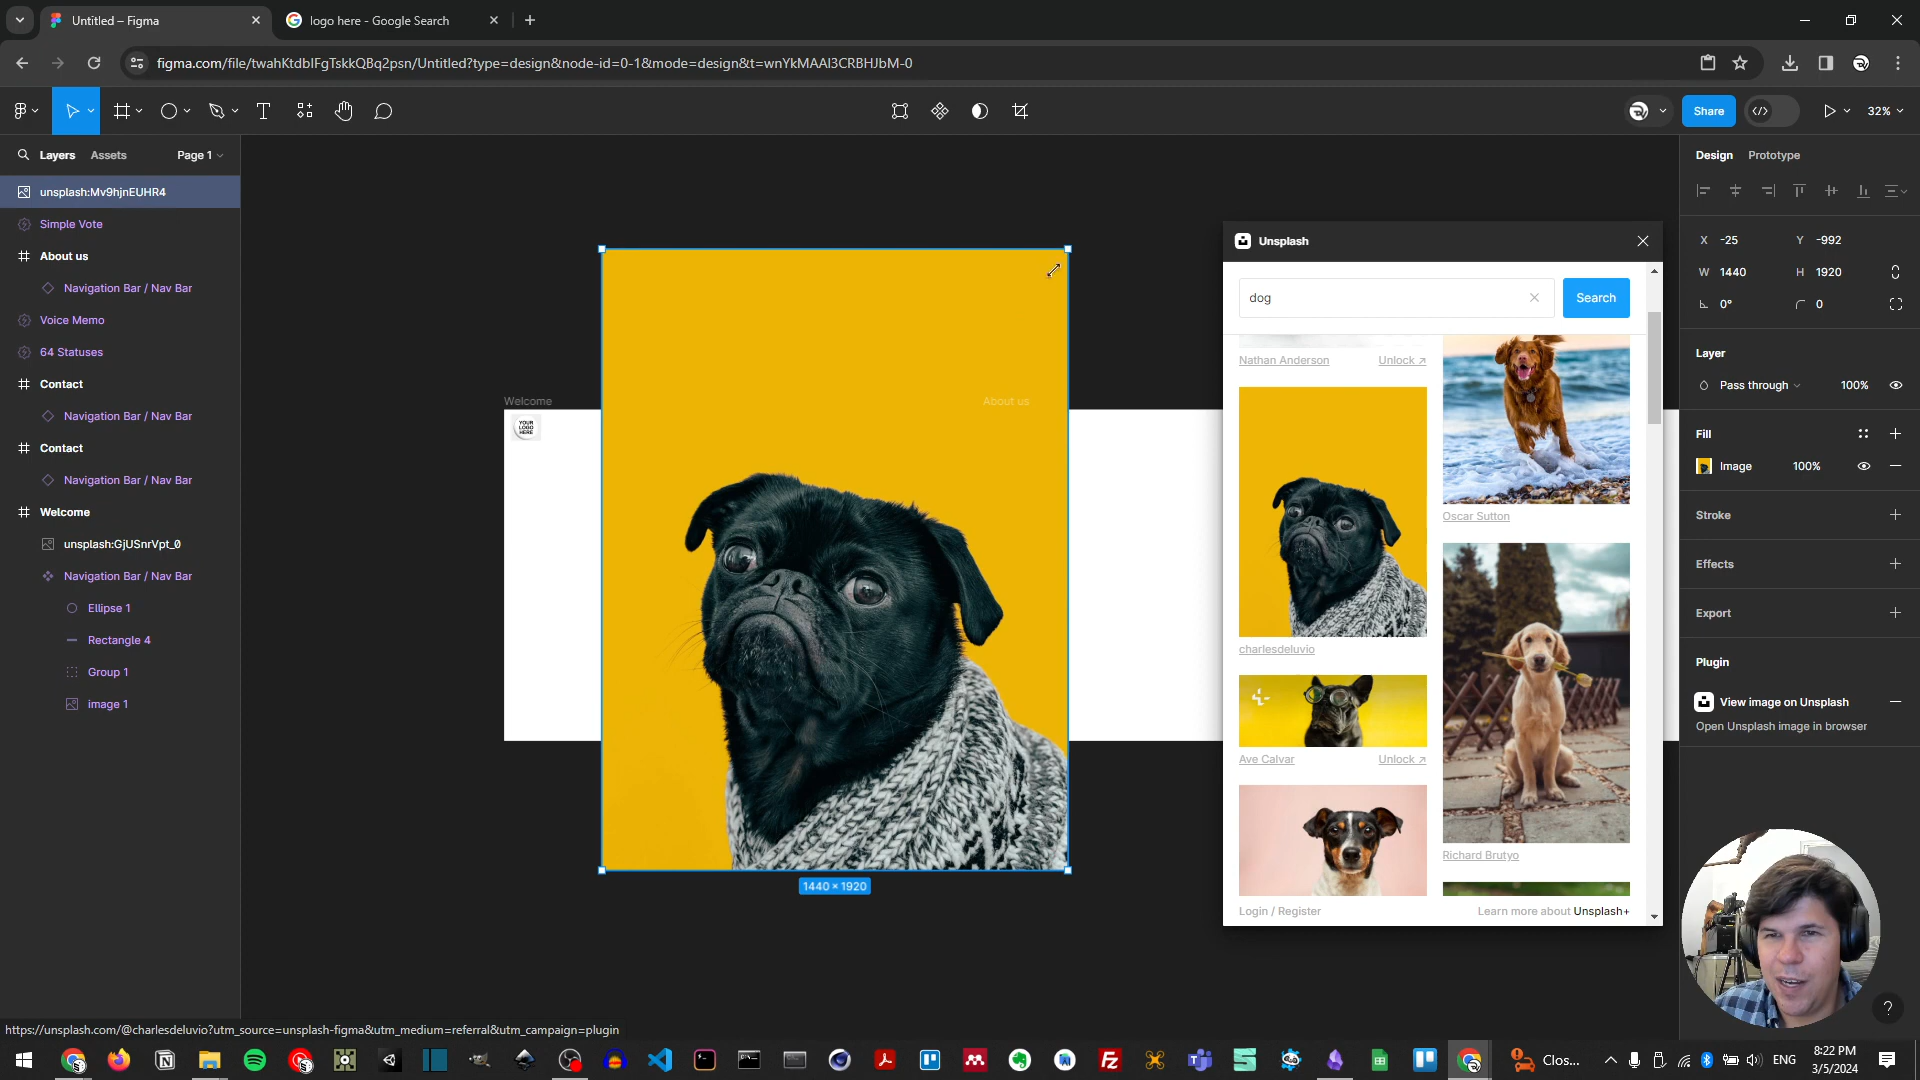 Untitled – Figma
logo here - Google Search
figma.com/file/twahKtdbIFgTskkQBq2psn/Untitled?type=design&node-id=0-1&mode=design&t=wnYkMAAI3CRBHJbM-0
Share
32%
Layers
Assets
Page 1
Design
Prototype
unsplash:Mv9hjnEUHR4
Simple Vote
About us
Navigation Bar / Nav Bar
Voice Memo
64 Statuses
Contact
Navigation Bar / Nav Bar
Contact
Navigation Bar / Nav Bar
Welcome
unsplash:GjUSnrVpt_0
Navigation Bar / Nav Bar
Ellipse 1
Rectangle 4
Group 1
image 1
Welcome
About us
YOUR
LOGO
HERE
1440 × 1920
Unsplash
dog
Search
Nathan Anderson
Unlock ↗
Oscar Sutton
charlesdeluvio
Ave Calvar
Unlock ↗
Richard Brutyo
Login / Register
Learn more about Unsplash+
X -25
Y -992
W 1440
H 1920
0°
0
Layer
Pass through
100%
Fill
Image
100%
Stroke
Effects
Export
Plugin
View image on Unsplash
Open Unsplash image in browser
?
https://unsplash.com/@charlesdeluvio?utm_source=unsplash-figma&utm_medium=referral&utm_campaign=plugin
Clos...
ENG
8:22 PM
3/5/2024